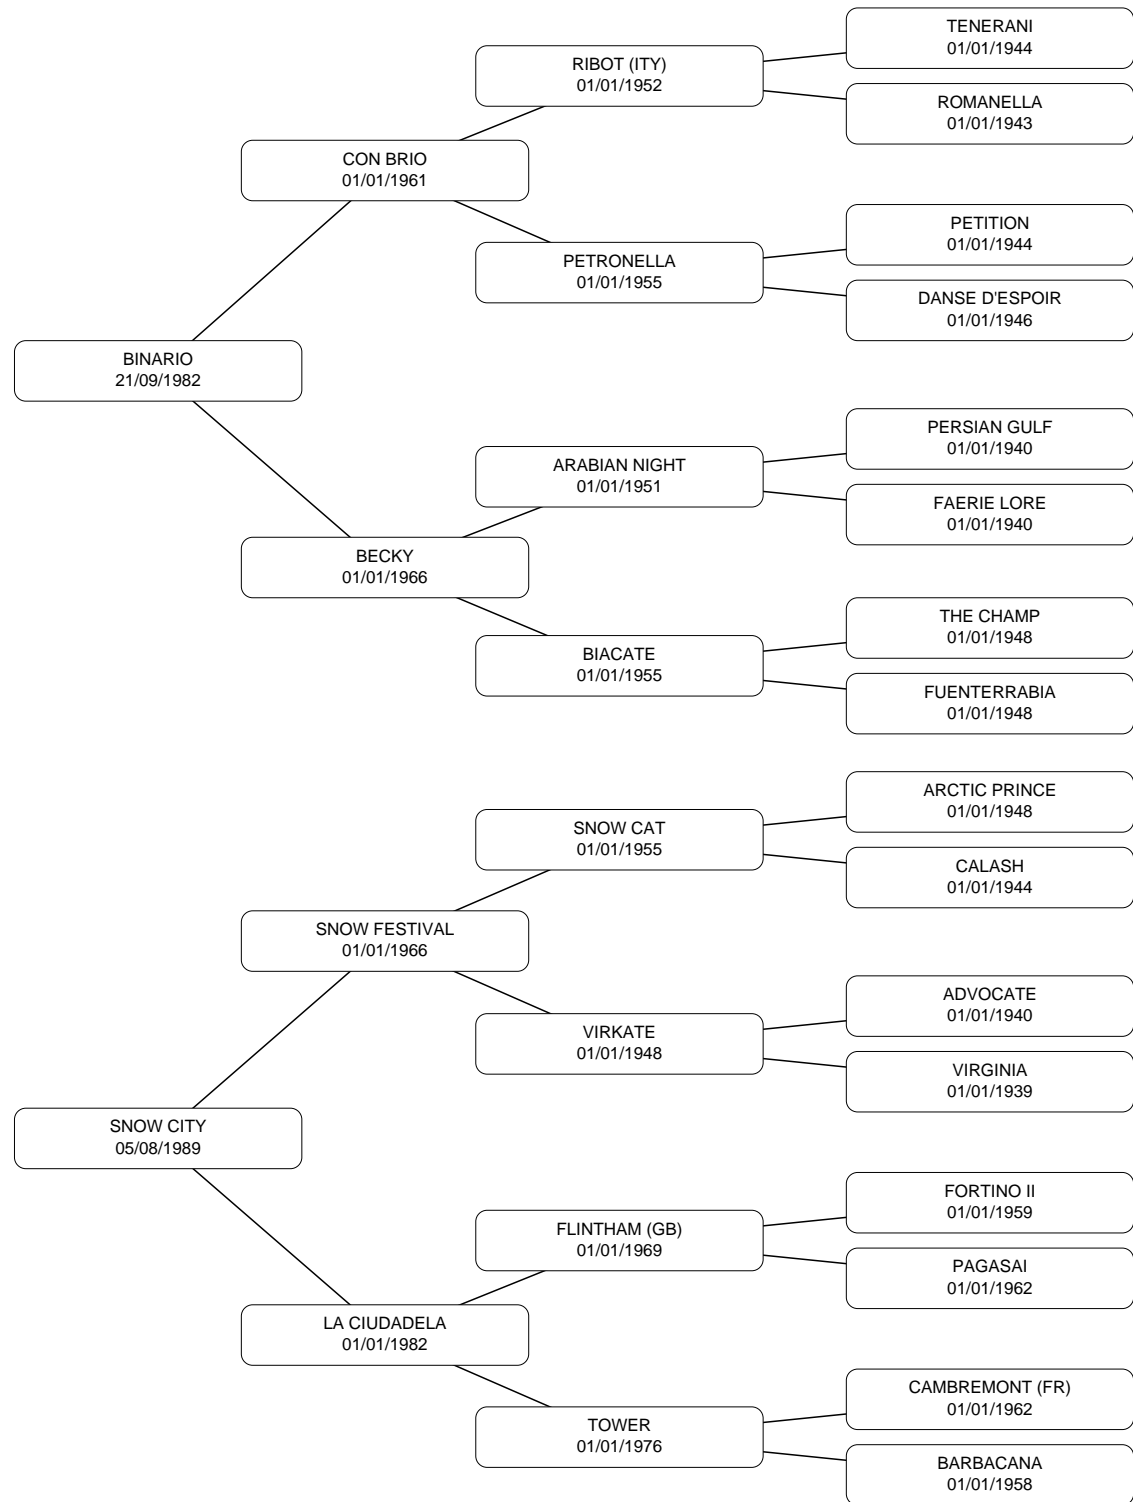 TENERANI
01/01/1944
RIBOT (ITY)
01/01/1952
ROMANELLA
01/01/1943
CON BRIO
01/01/1961
PETITION
01/01/1944
PETRONELLA
01/01/1955
DANSE D'ESPOIR
01/01/1946
BINARIO
21/09/1982
PERSIAN GULF
01/01/1940
ARABIAN NIGHT
01/01/1951
FAERIE LORE
01/01/1940
BECKY
01/01/1966
THE CHAMP
01/01/1948
BIACATE
01/01/1955
FUENTERRABIA
01/01/1948
ARCTIC PRINCE
01/01/1948
SNOW CAT
01/01/1955
CALASH
01/01/1944
SNOW FESTIVAL
01/01/1966
ADVOCATE
01/01/1940
VIRKATE
01/01/1948
VIRGINIA
01/01/1939
SNOW CITY
05/08/1989
FORTINO II
01/01/1959
FLINTHAM (GB)
01/01/1969
PAGASAI
01/01/1962
LA CIUDADELA
01/01/1982
CAMBREMONT (FR)
01/01/1962
TOWER
01/01/1976
BARBACANA
01/01/1958